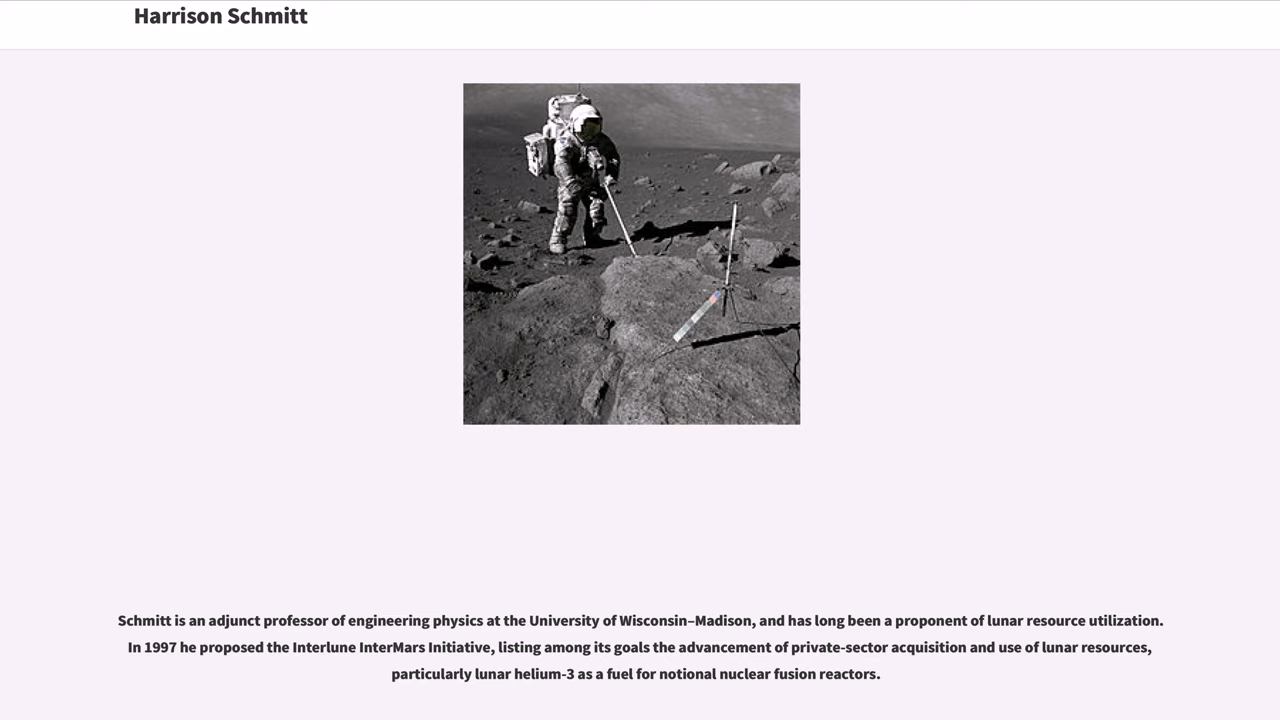 Harrison Schmitt
Schmitt is an adjunct professor of engineering physics at the University of Wisconsin–Madison, and has long been a proponent of lunar resource utilization.
In 1997 he proposed the Interlune InterMars Initiative, listing among its goals the advancement of private-sector acquisition and use of lunar resources,
particularly lunar helium-3 as a fuel for notional nuclear fusion reactors.